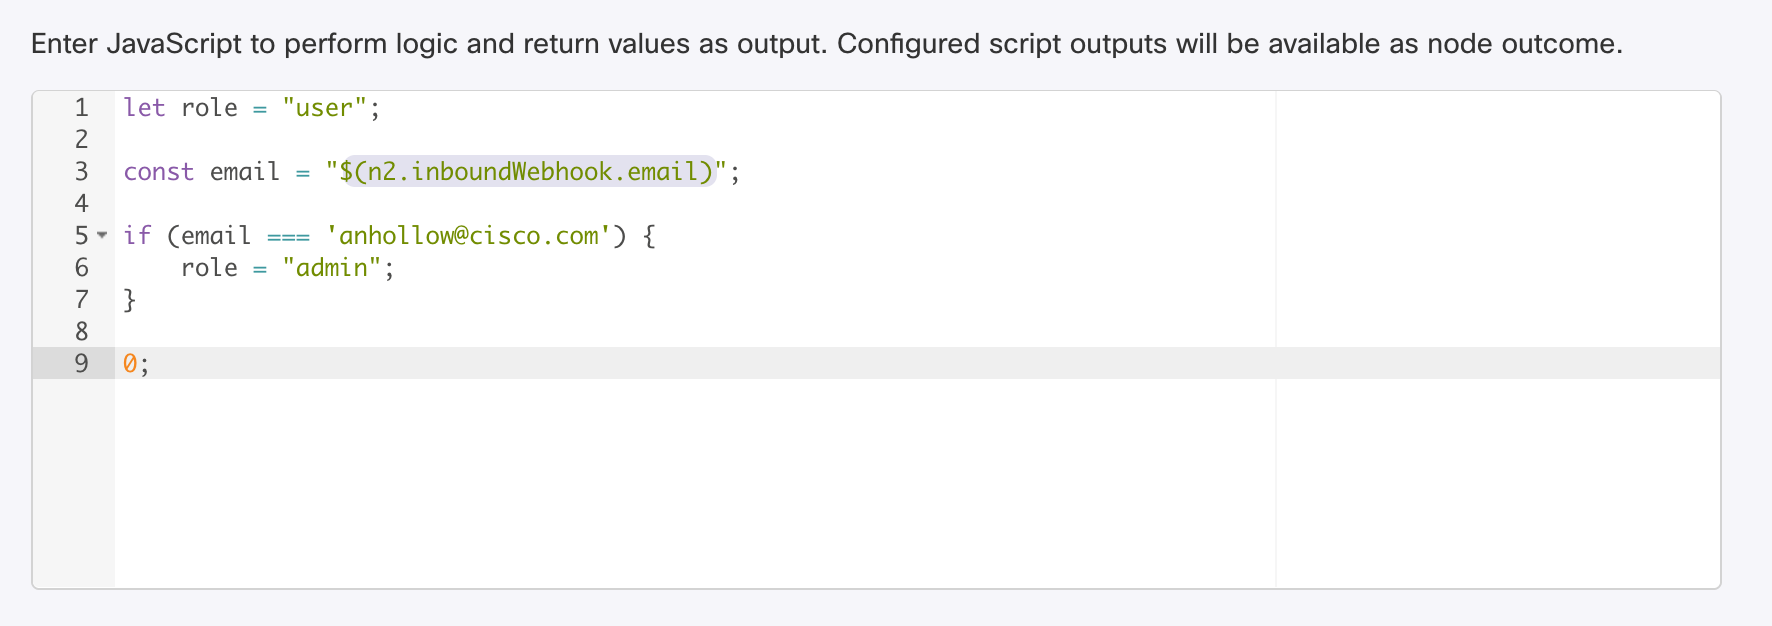 Enter JavaScript to perform logic and return values as output. Configured script outputs will be available as node outcome.
1 let role = "user";
2
3 const email = "$(n2.inboundWebhook.email)";
4
5 if (email === 'anhollow@cisco.com') {
6     role = "admin";
7 }
8
9 0;